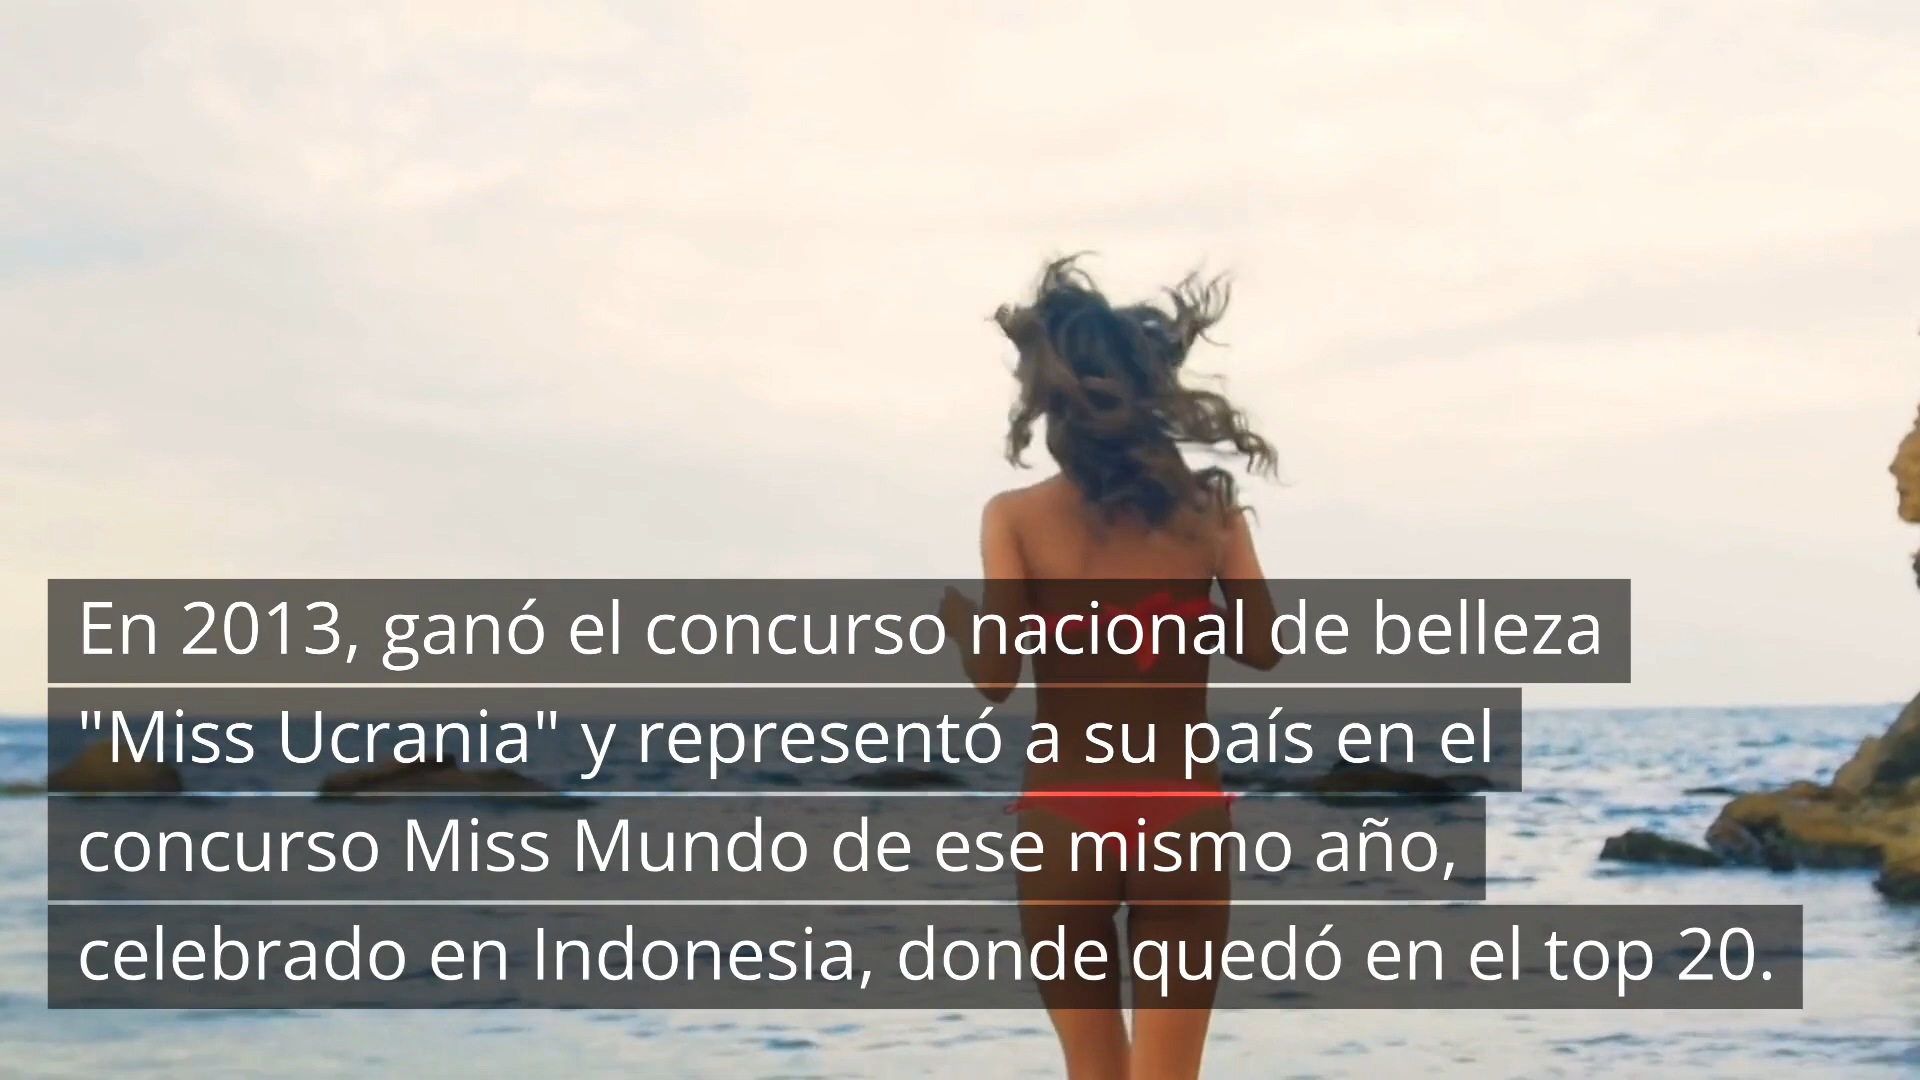 En 2013, ganó el concurso nacional de belleza
"Miss Ucrania" y representó a su país en el
concurso Miss Mundo de ese mismo año,
celebrado en Indonesia, donde quedó en el top 20.